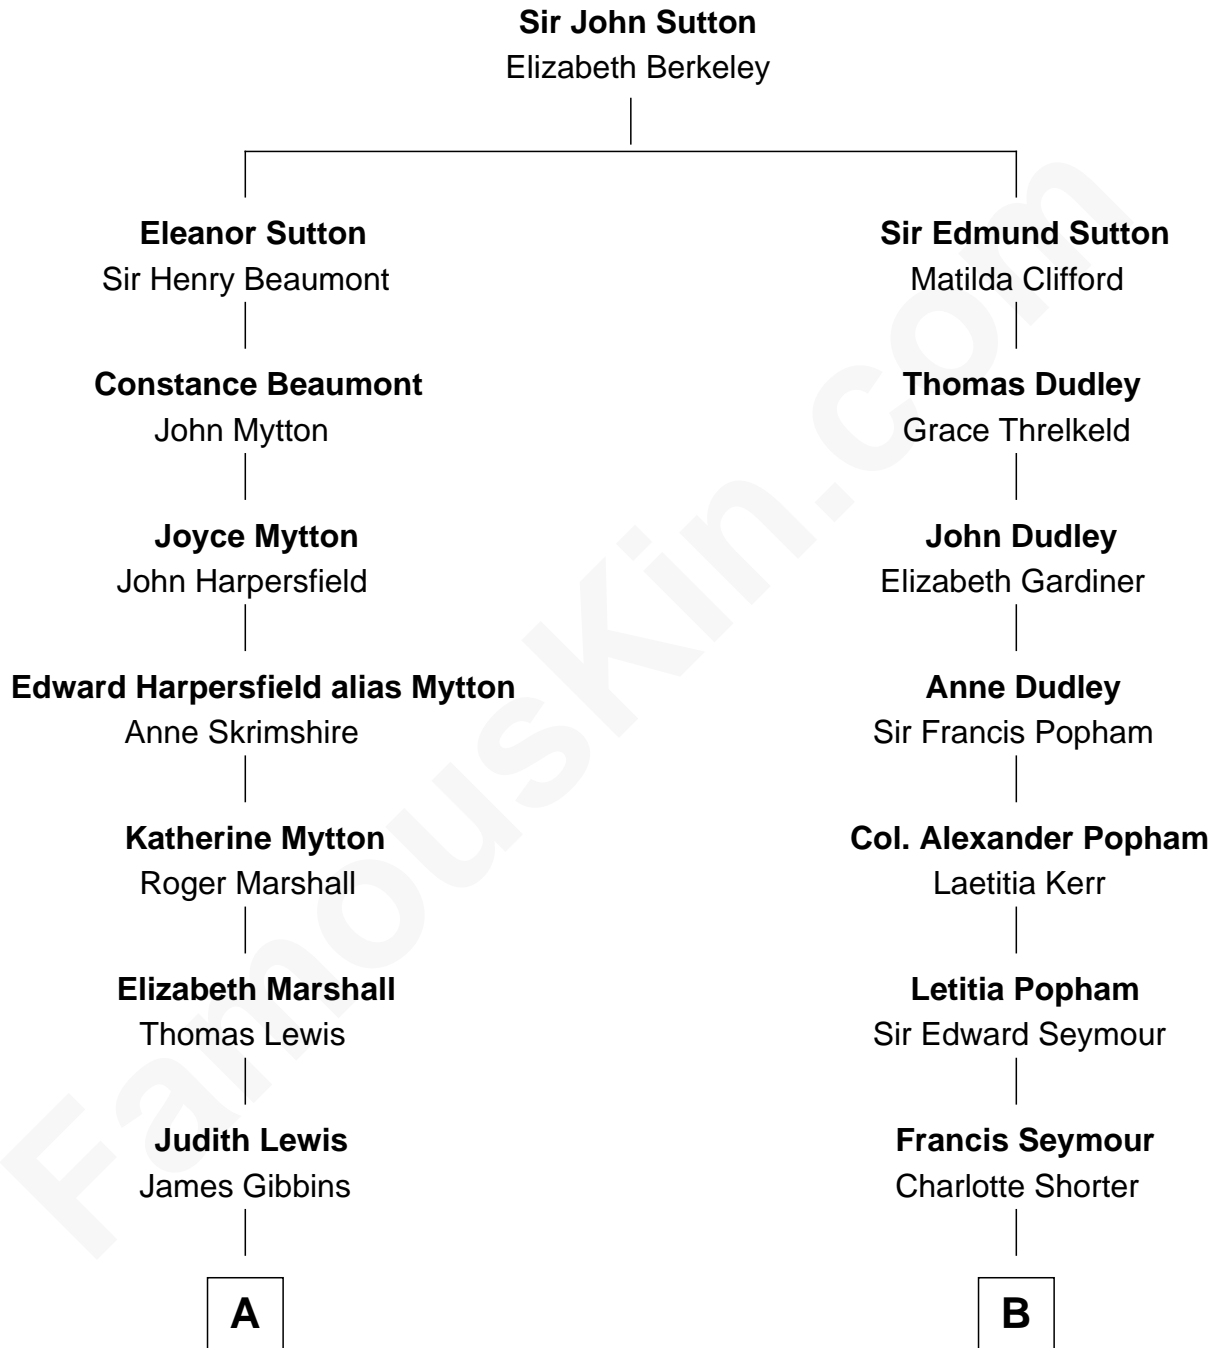 Sir John Sutton
Elizabeth Berkeley
Eleanor Sutton
Sir Henry Beaumont
Constance Beaumont
John Mytton
Joyce Mytton
John Harpersfield
Edward Harpersfield alias Mytton
Anne Skrimshire
Katherine Mytton
Roger Marshall
Elizabeth Marshall
Thomas Lewis
Judith Lewis
James Gibbins
A
Sir Edmund Sutton
Matilda Clifford
Thomas Dudley
Grace Threlkeld
John Dudley
Elizabeth Gardiner
Anne Dudley
Sir Francis Popham
Col. Alexander Popham
Laetitia Kerr
Letitia Popham
Sir Edward Seymour
Francis Seymour
Charlotte Shorter
B
FamousKin.com